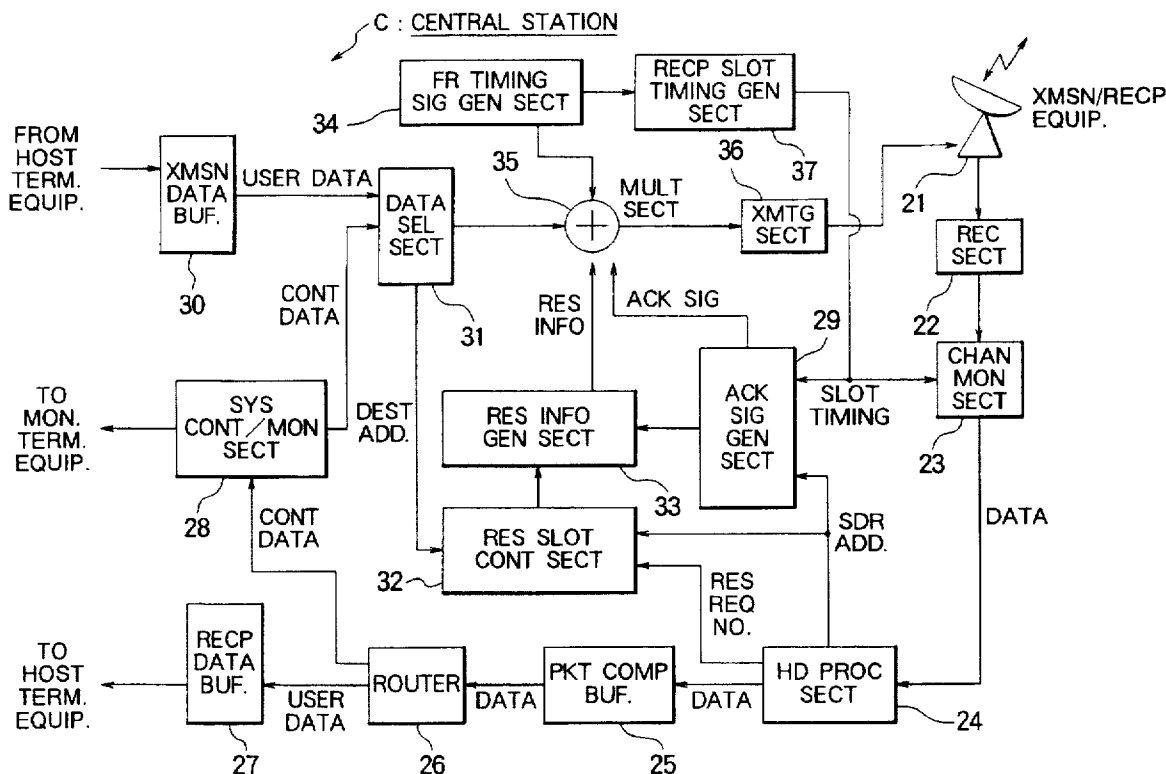 C : CENTRAL STATION
FR TIMING
SIG GEN SECT
34
RECP SLOT
TIMING GEN
SECT
37
XMSN/RECP
EQUIP.
21
FROM
HOST
TERM.
EQUIP.
XMSN
DATA
BUF.
30
USER DATA
DATA
SEL
SECT
31
35
MULT
SECT
36
XMTG
SECT
REC
SECT
22
CONT
DATA
RES
INFO
ACK SIG
29
CHAN
MON
SECT
23
SLOT
TIMING
TO
MON.
TERM.
EQUIP.
SYS
CONT/MON
SECT
28
DEST
ADD.
RES INFO
GEN SECT
33
ACK
SIG
GEN
SECT
CONT
DATA
RES SLOT
CONT SECT
32
SDR
ADD.
DATA
RES
REQ
NO.
TO
HOST
TERM.
EQUIP.
RECP
DATA
BUF.
27
USER
DATA
ROUTER
26
DATA
PKT COMP
BUF.
25
DATA
HD PROC
SECT
24